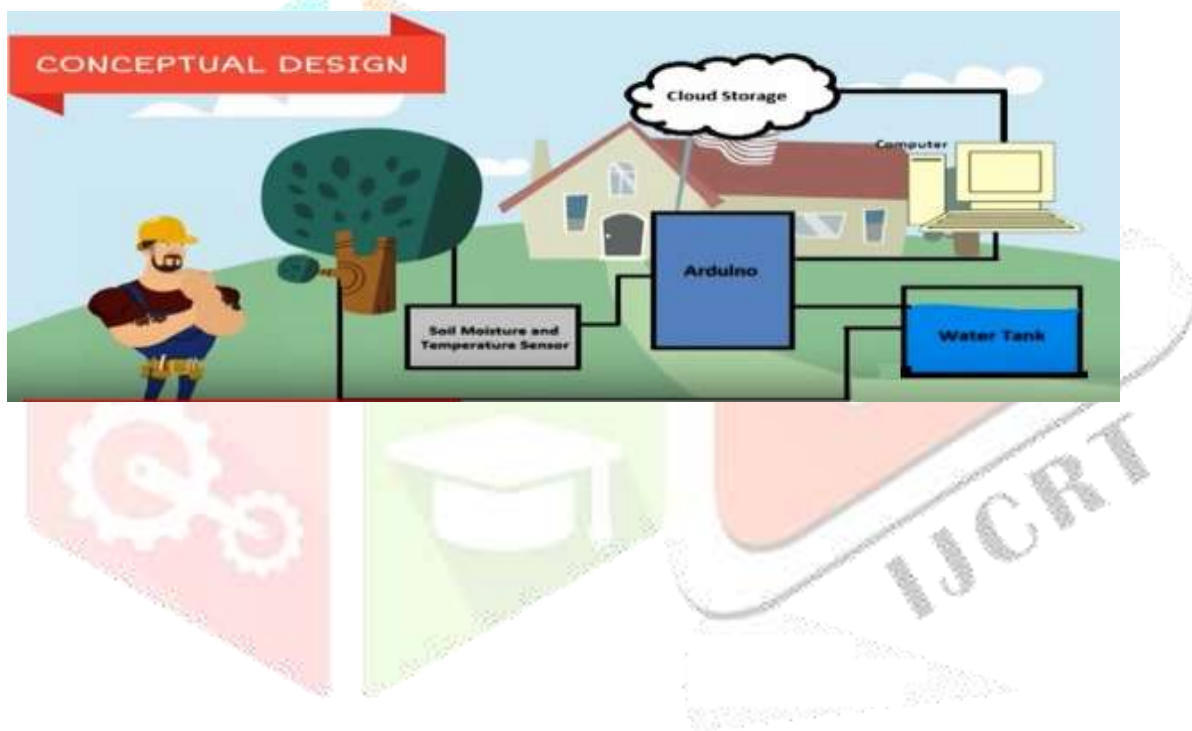 CONCEPTUAL DESIGN
Cloud Storage
Computer
Arduino
Soil Moisture and
Temperature Sensor
Water Tank
IJCRT